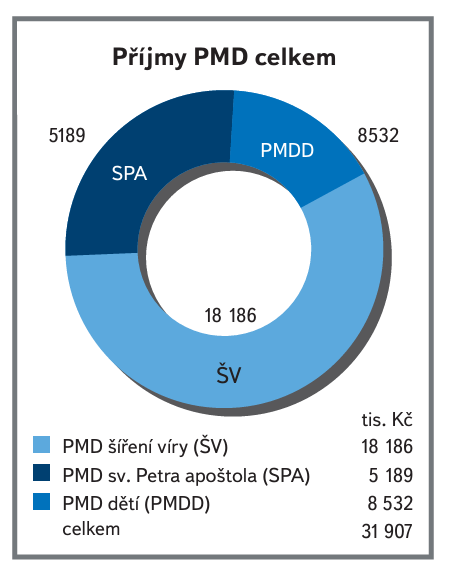 Příjmy PMD celkem
5189
8532
PMDD
SPA
18 186
ŠV
tis. Kč
PMD šíření víry (ŠV) 18 186
PMD sv. Petra apoštola (SPA) 5 189
PMD dětí (PMDD) 8 532
celkem 31 907